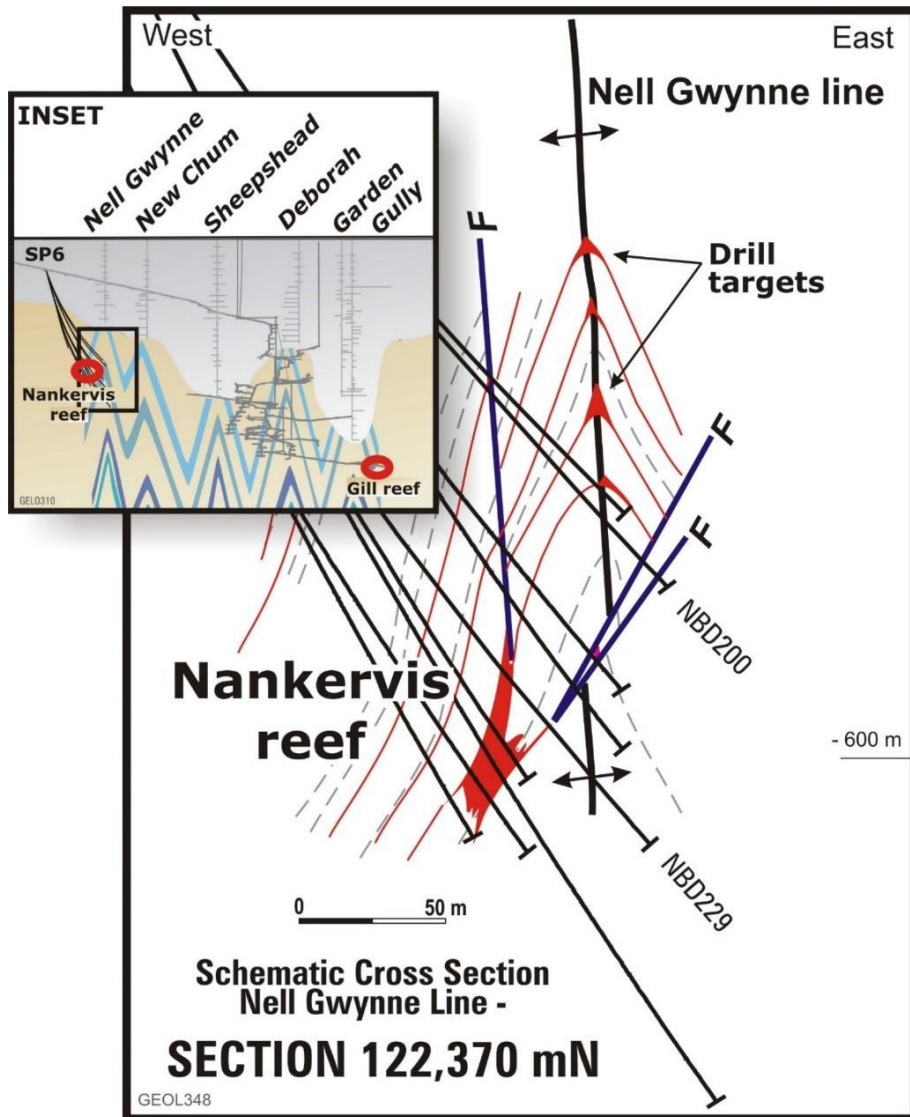 West
East
Nell Gwynne line
INSET
Nell Gwynne
New Chum
Sheepshead
Deborah
Garden
Gully
SP6
Nankervis
reef
Gill reef
GEL0310
F
Drill
targets
F
F
NBD200
Nankervis
reef
- 600 m
NBD229
0 50 m
Schematic Cross Section
Nell Gwynne Line -
SECTION 122,370 mN
GEOL348